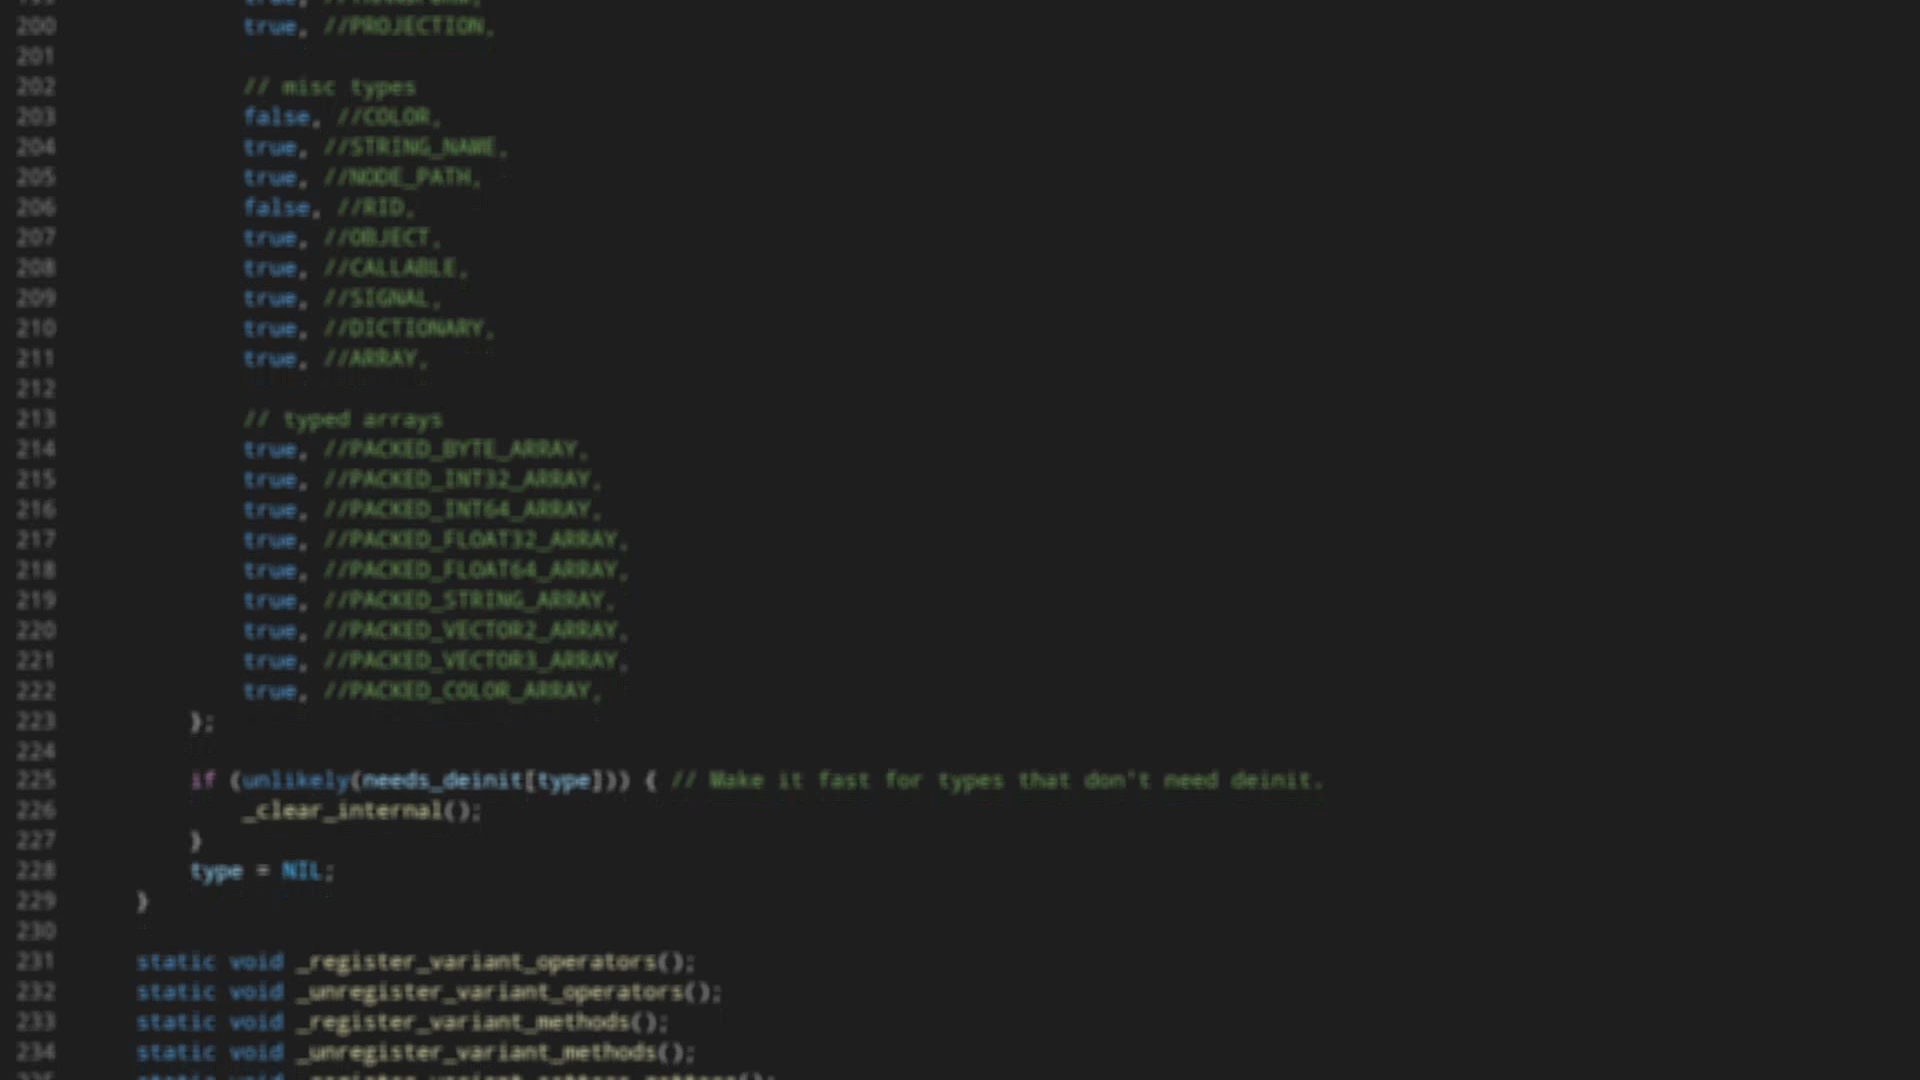 200 true, //PROJECTION,
201
202 // misc types
203 false, //COLOR,
204 true, //STRING_NAME,
205 true, //NODE_PATH,
206 false, //RID,
207 true, //OBJECT,
208 true, //CALLABLE,
209 true, //SIGNAL,
210 true, //DICTIONARY,
211 true, //ARRAY,
212
213 // typed arrays
214 true, //PACKED_BYTE_ARRAY,
215 true, //PACKED_INT32_ARRAY,
216 true, //PACKED_INT64_ARRAY,
217 true, //PACKED_FLOAT32_ARRAY,
218 true, //PACKED_FLOAT64_ARRAY,
219 true, //PACKED_STRING_ARRAY,
220 true, //PACKED_VECTOR2_ARRAY,
221 true, //PACKED_VECTOR3_ARRAY,
222 true, //PACKED_COLOR_ARRAY,
223 };
224
225 if (unlikely(needs_deinit[type])) { // Make it fast for types that don't need deinit.
226 _clear_internal();
227 }
228 type = NIL;
229 }
230
231 static void _register_variant_operators();
232 static void _unregister_variant_operators();
233 static void _register_variant_methods();
234 static void _unregister_variant_methods();